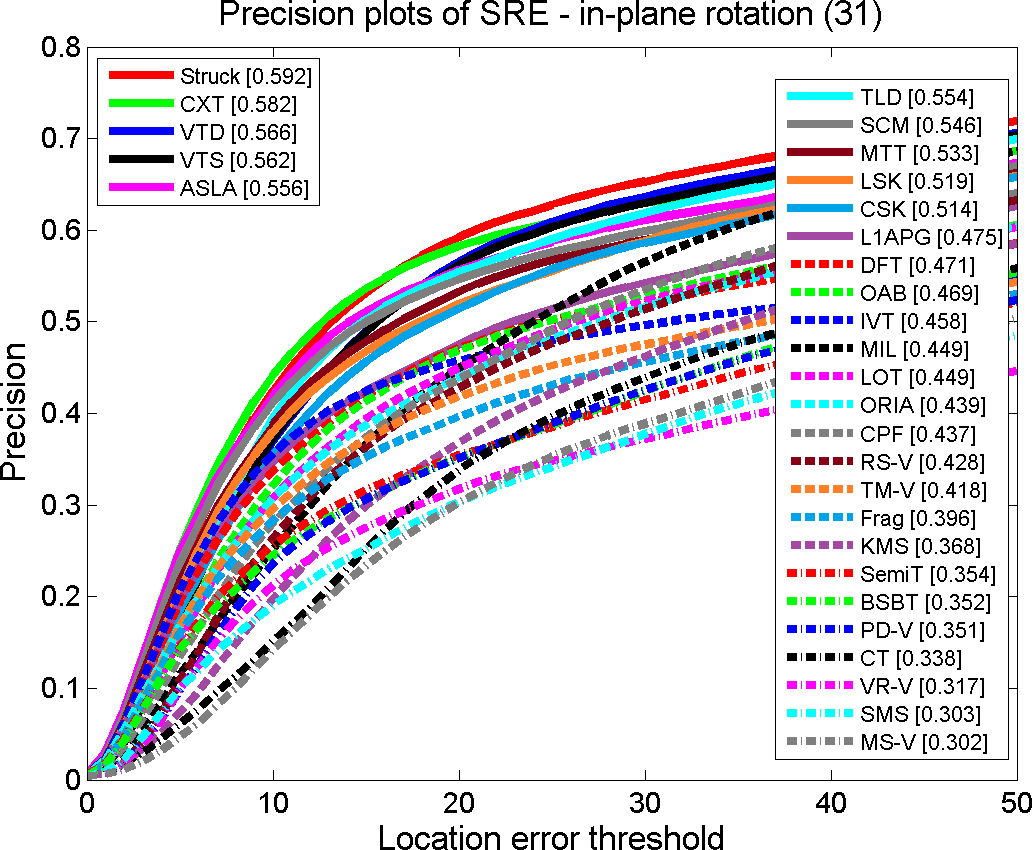 Precision plots of SRE - in-plane rotation (31)
0.8
0.7
0.6
0.5
0.4
0.3
0.2
0.1
0
Precision
Struck [0.592]
CXT [0.582]
VTD [0.566]
VTS [0.562]
ASLA [0.556]
TLD [0.554]
SCM [0.546]
MTT [0.533]
LSK [0.519]
CSK [0.514]
L1APG [0.475]
DFT [0.471]
OAB [0.469]
IVT [0.458]
MIL [0.449]
LOT [0.449]
ORIA [0.439]
CPF [0.437]
RS-V [0.428]
TM-V [0.418]
Frag [0.396]
KMS [0.368]
SemiT [0.354]
BSBT [0.352]
PD-V [0.351]
CT [0.338]
VR-V [0.317]
SMS [0.303]
MS-V [0.302]
0 10 20 30 40 50
Location error threshold